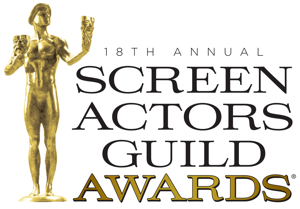 18TH ANNUAL
SCREEN
ACTORS
GUILD
AWARDS®